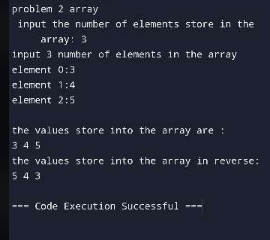 problem 2 array
input the number of elements store in the
array: 3
input 3 number of elements in the array
element 0:3
element 1:4
element 2:5
the values store into the array are :
3 4 5
the values store into the array in reverse:
5 4 3
=== Code Execution Successful ===